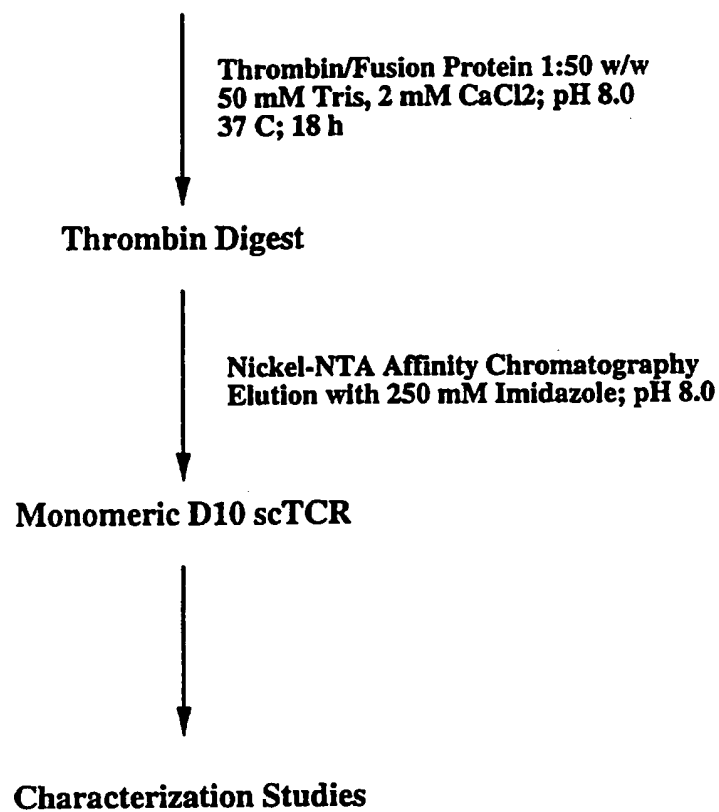 Thrombin/Fusion Protein 1:50 w/w
50 mM Tris, 2 mM CaCl2; pH 8.0
37 C; 18 h
Thrombin Digest
Nickel-NTA Affinity Chromatography
Elution with 250 mM Imidazole; pH 8.0
Monomeric D10 scTCR
Characterization Studies